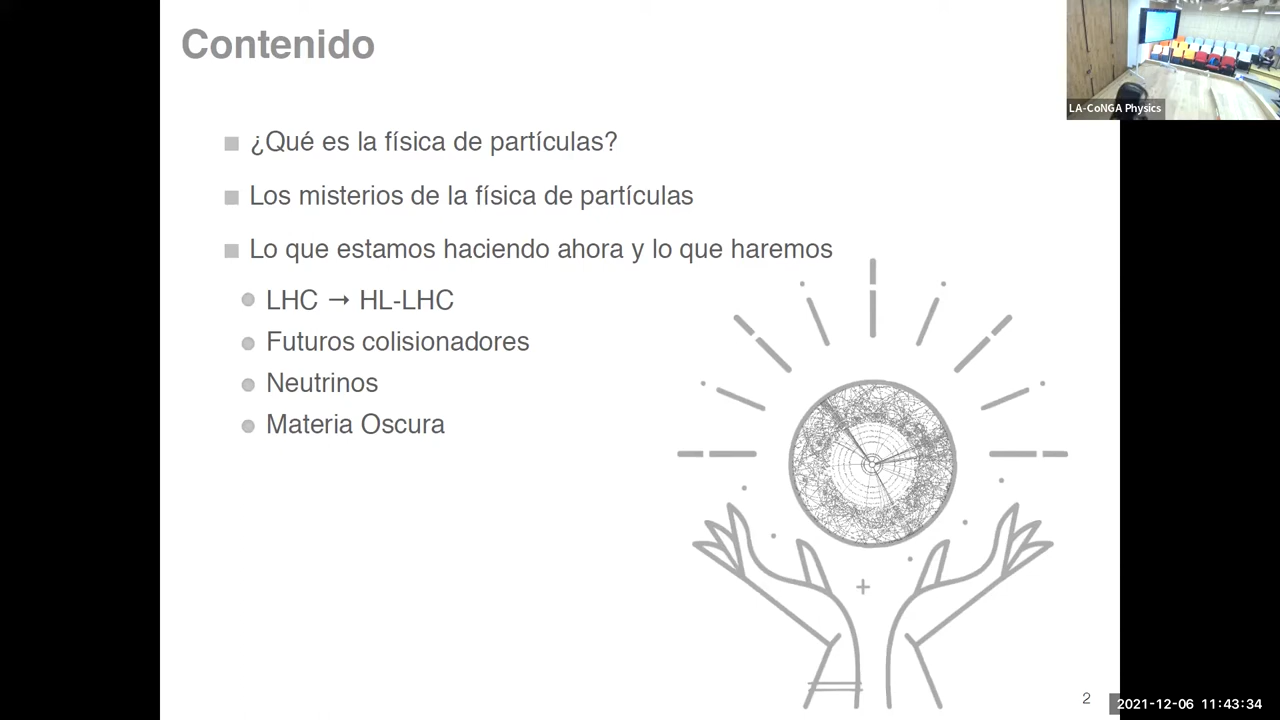 Contenido
LA-CoNGA Physics
¿Qué es la física de partículas?
Los misterios de la física de partículas
Lo que estamos haciendo ahora y lo que haremos
LHC → HL-LHC
Futuros colisionadores
Neutrinos
Materia Oscura
2
2021-12-06 11:43:34